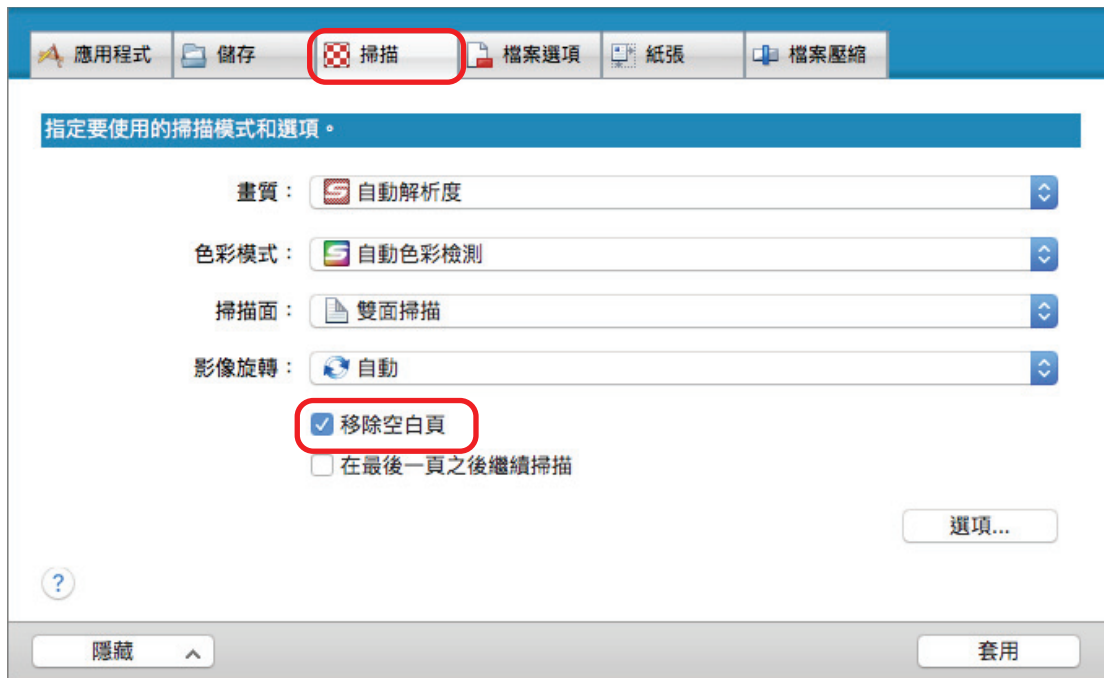 應用程式 儲存 掃描 檔案選項 紙張 檔案壓縮
指定要使用的掃描模式和選項。
畫質： 自動解析度
色彩模式： 自動色彩檢測
掃描面： 雙面掃描
影像旋轉： 自動
移除空白頁
在最後一頁之後繼續掃描
選項...
?
隱藏 套用